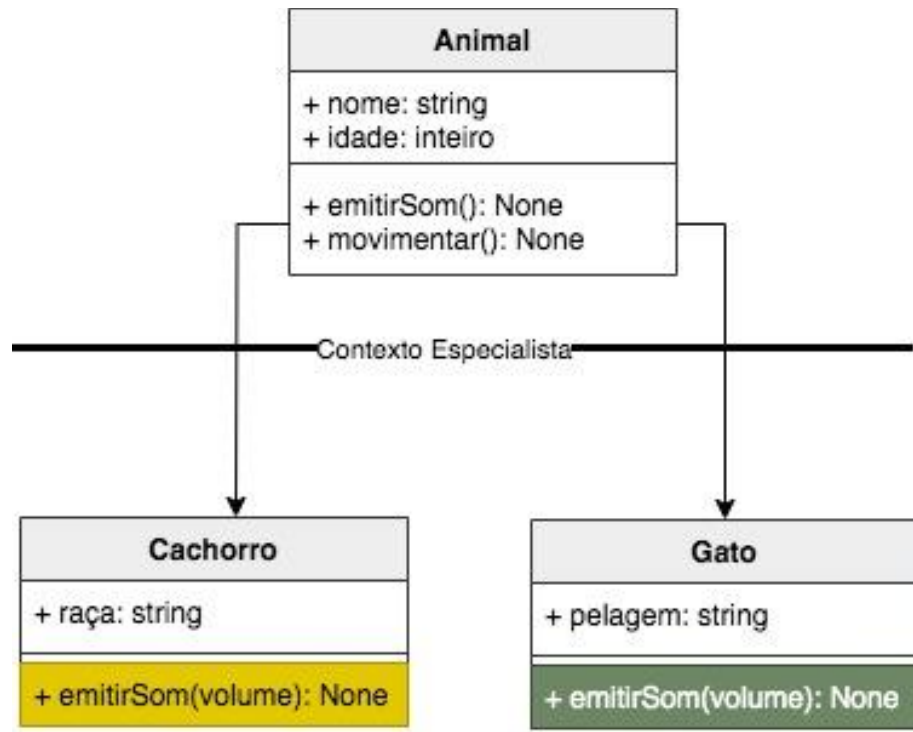 Animal
+ nome: string
+ idade: inteiro
+ emitirSom(): None
+ movimentar(): None
Contexto Especialista
Cachorro
+ raça: string
+ emitirSom(volume): None
Gato
+ pelagem: string
+ emitirSom(volume): None